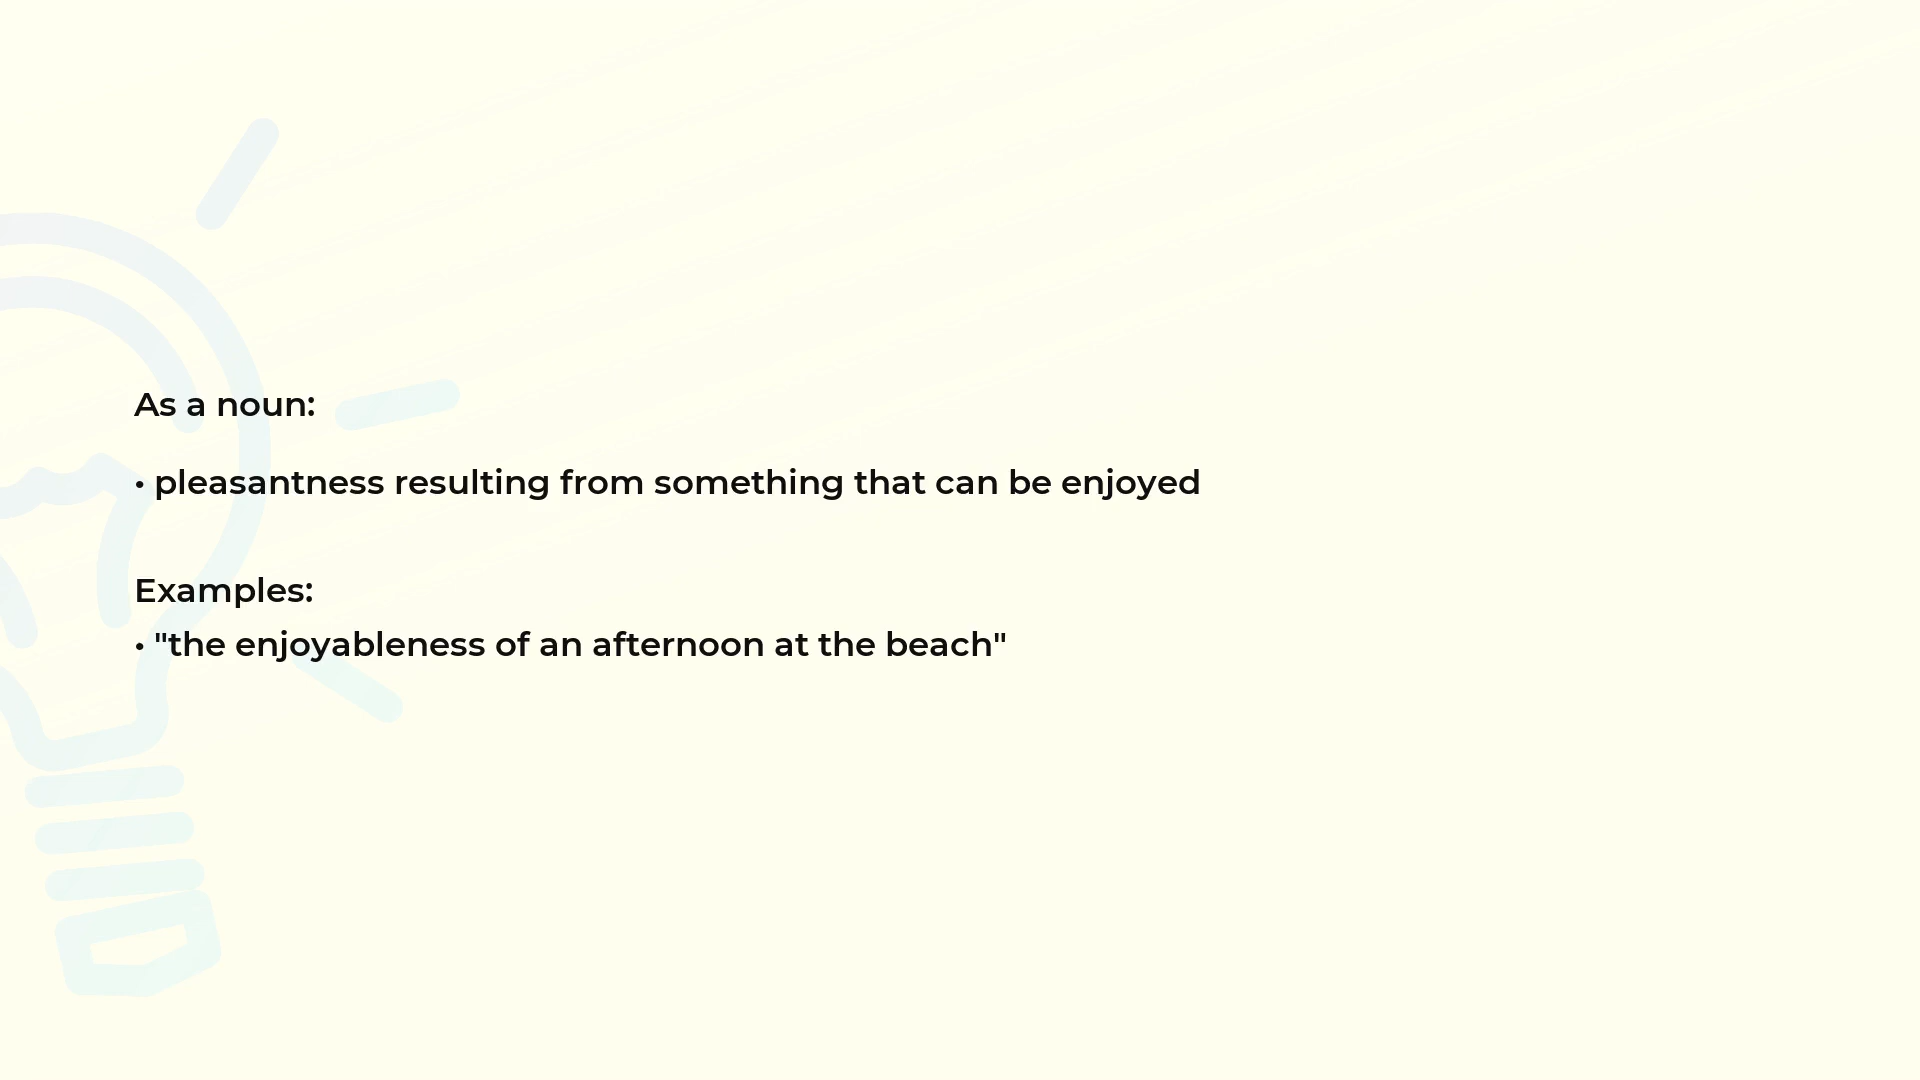 As a noun:
• pleasantness resulting from something that can be enjoyed
Examples:
• "the enjoyableness of an afternoon at the beach"